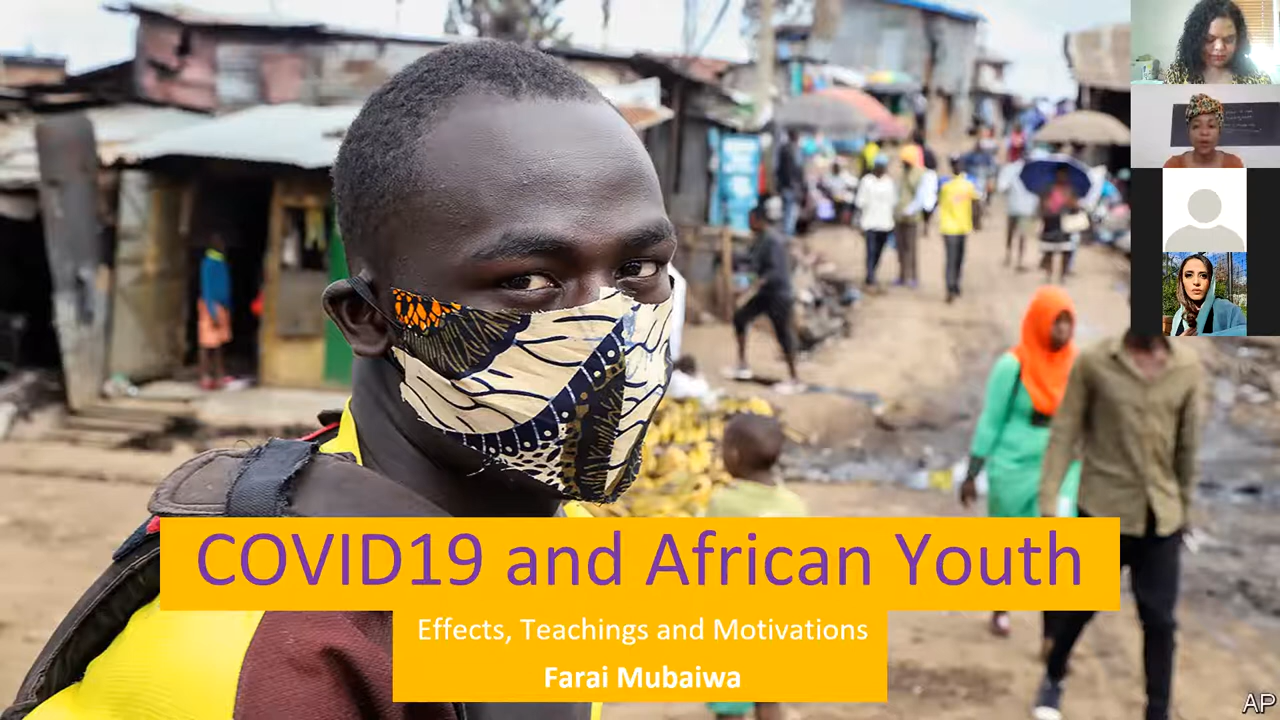 COVID19 and African Youth
Effects, Teachings and Motivations
Farai Mubaiwa
AP